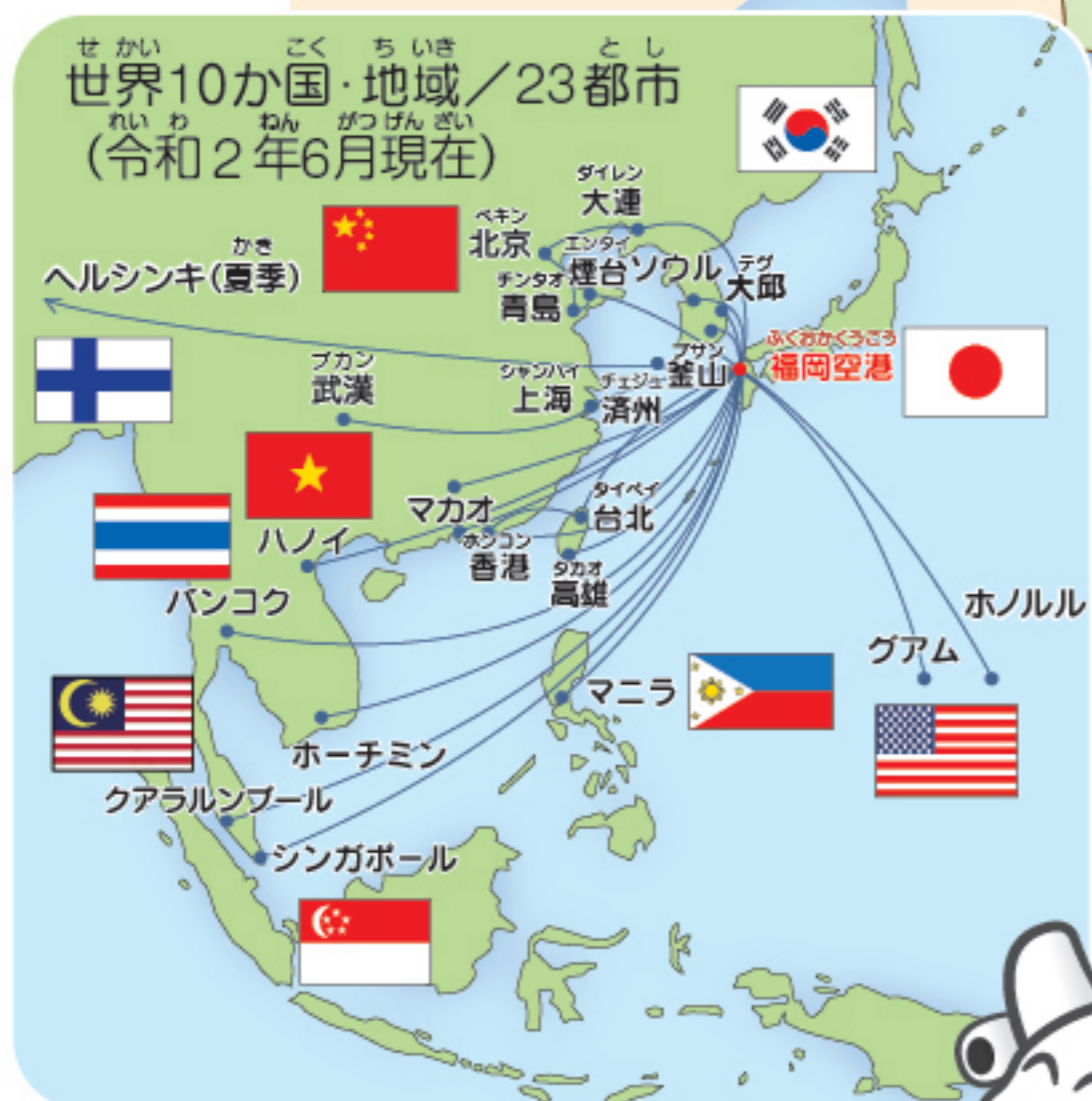 せかい こく ちいき とし
世界10か国・地域／23都市
れいわ ねん がつげんざい
(令和2年6月現在)
ダイレン
大連
ペキン
北京
エンタイ
煙台
ソウル
テグ
大邱
かき
ヘルシンキ(夏季)
チンタオ
青島
ふくおかくうこう
福岡空港
プサン
釜山
ブカン
武漢
シャンハイ
上海
チェジュ
済州
マカオ
タイペイ
台北
ハノイ
ホンコン
香港
タカオ
高雄
バンコク
ホノルル
グアム
マニラ
ホーチミン
クアラルンプール
シンガポール